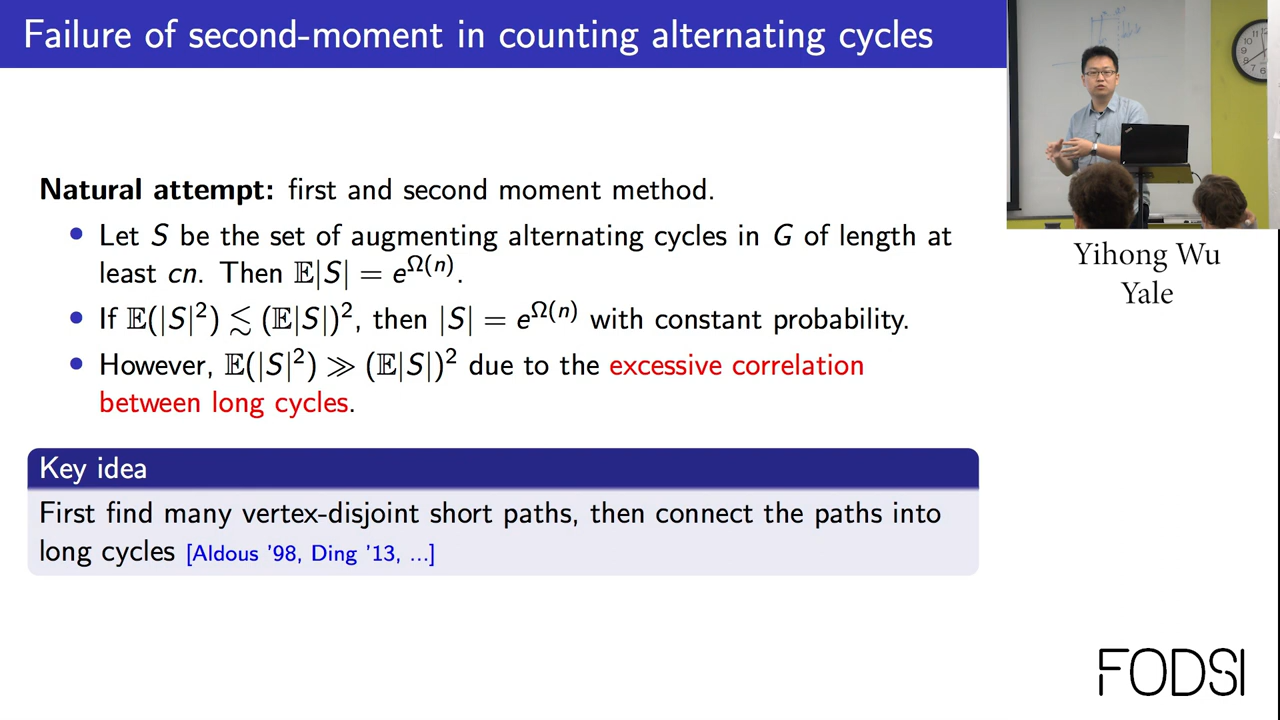 Failure of second-moment in counting alternating cycles
Natural attempt: first and second moment method.
• Let S be the set of augmenting alternating cycles in G of length at
least cn. Then 𝔼|S| = e^Ω(n).
• If 𝔼(|S|²) ≲ (𝔼|S|)², then |S| = e^Ω(n) with constant probability.
• However, 𝔼(|S|²) ≫ (𝔼|S|)² due to the excessive correlation
between long cycles.
Key idea
First find many vertex-disjoint short paths, then connect the paths into
long cycles [Aldous '98, Ding '13, ...]
Yihong Wu
Yale
FODSI